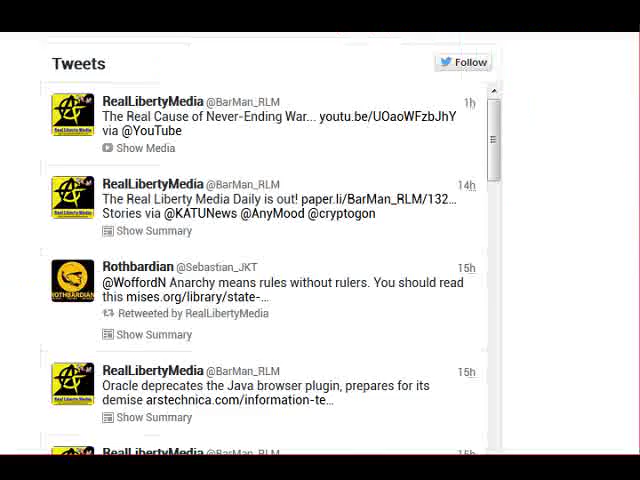 Tweets
Follow
RealLibertyMedia @BarMan_RLM 1h
The Real Cause of Never-Ending War... youtu.be/UOaoWFzbJhY
via @YouTube
Show Media
RealLibertyMedia @BarMan_RLM 14h
The Real Liberty Media Daily is out! paper.li/BarMan_RLM/132...
Stories via @KATUNews @AnyMood @cryptogon
Show Summary
Rothbardian @Sebastian_JKT 15h
@WoffordN Anarchy means rules without rulers. You should read
this mises.org/library/state-...
Retweeted by RealLibertyMedia
Show Summary
ROTHBARDIAN
RealLibertyMedia @BarMan_RLM 15h
Oracle deprecates the Java browser plugin, prepares for its
demise arstechnica.com/information-te...
Show Summary
RealLibertyMedia @BarMan_RLM 15h